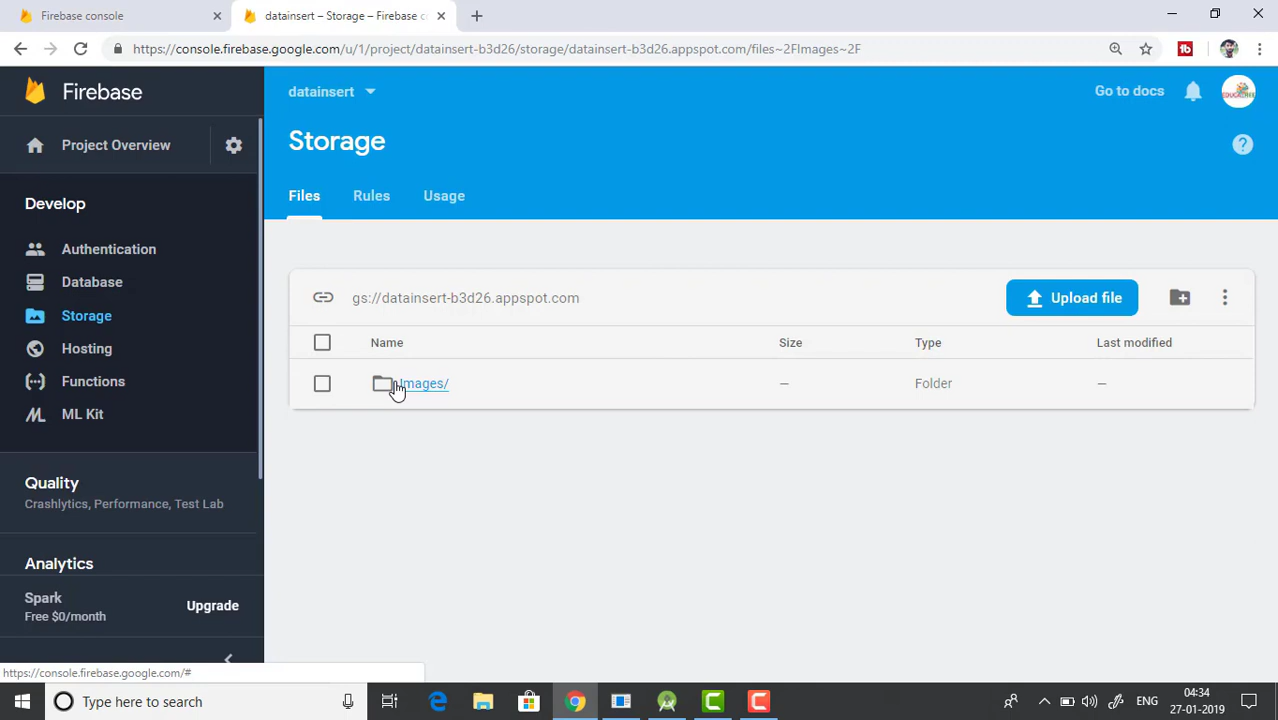 Firebase console
datainsert – Storage – Firebase c
https://console.firebase.google.com/u/1/project/datainsert-b3d26/storage/datainsert-b3d26.appspot.com/files~2FImages~2F
Firebase
datainsert
Go to docs
Project Overview
Storage
Files
Rules
Usage
Develop
Authentication
Database
Storage
Hosting
Functions
ML Kit
gs://datainsert-b3d26.appspot.com
Upload file
Name
Size
Type
Last modified
Images/
–
Folder
–
Quality
Crashlytics, Performance, Test Lab
Analytics
Spark
Free $0/month
Upgrade
https://console.firebase.google.com/#
Type here to search
ENG
04:34
27-01-2019